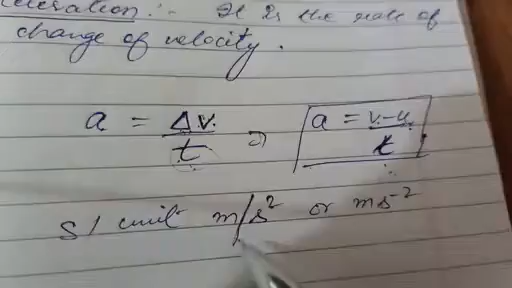 Acceleration :- It is the rate of
change of velocity.
a = Δv/t ⇒ a = v-u/t
SI unit m/s² or ms⁻²